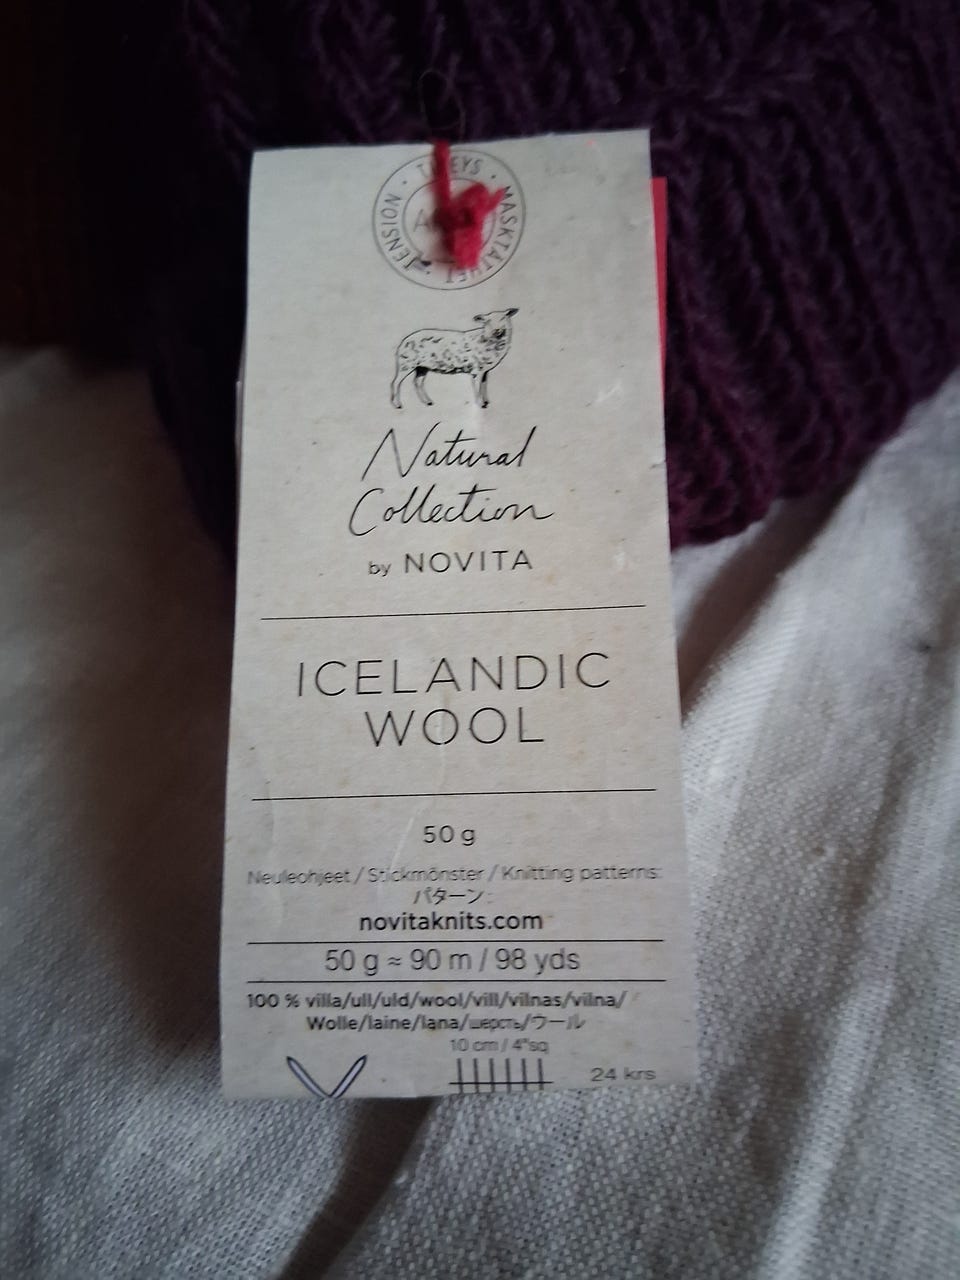 TENSION
MASKTÄTHET
Natural
Collection
by NOVITA
ICELANDIC
WOOL
50 g
Neuleohjeet / Stickmönster / Knitting patterns:
パターン:
novitaknits.com
50 g ≈ 90 m / 98 yds
100 % villa/ull/uld/wool/vill/vilnas/vilna/
Wolle/laine/lana/шерсть/ウール
10 cm / 4"sq
24 krs